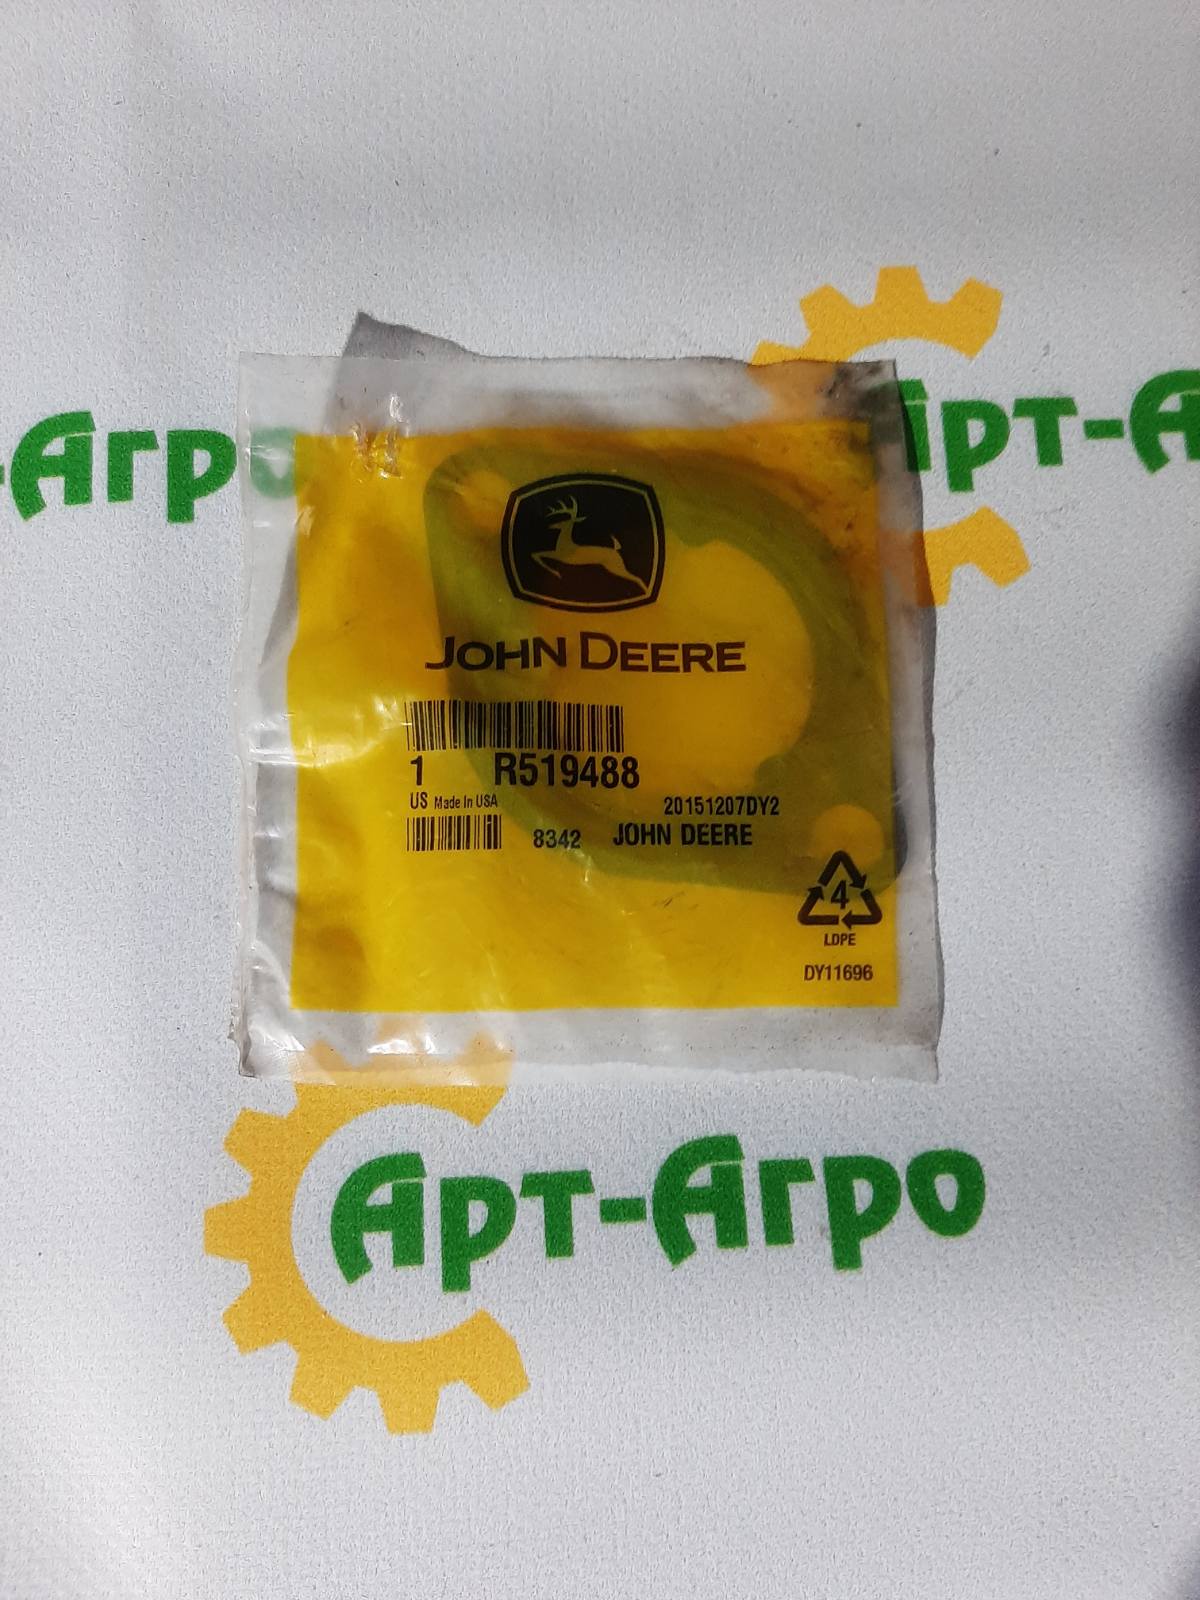 -Агро
Арт-А
JOHN DEERE
1 R519488
US Made In USA 20151207DY2
8342 JOHN DEERE
4
LDPE
DY11696
Арт-Агро